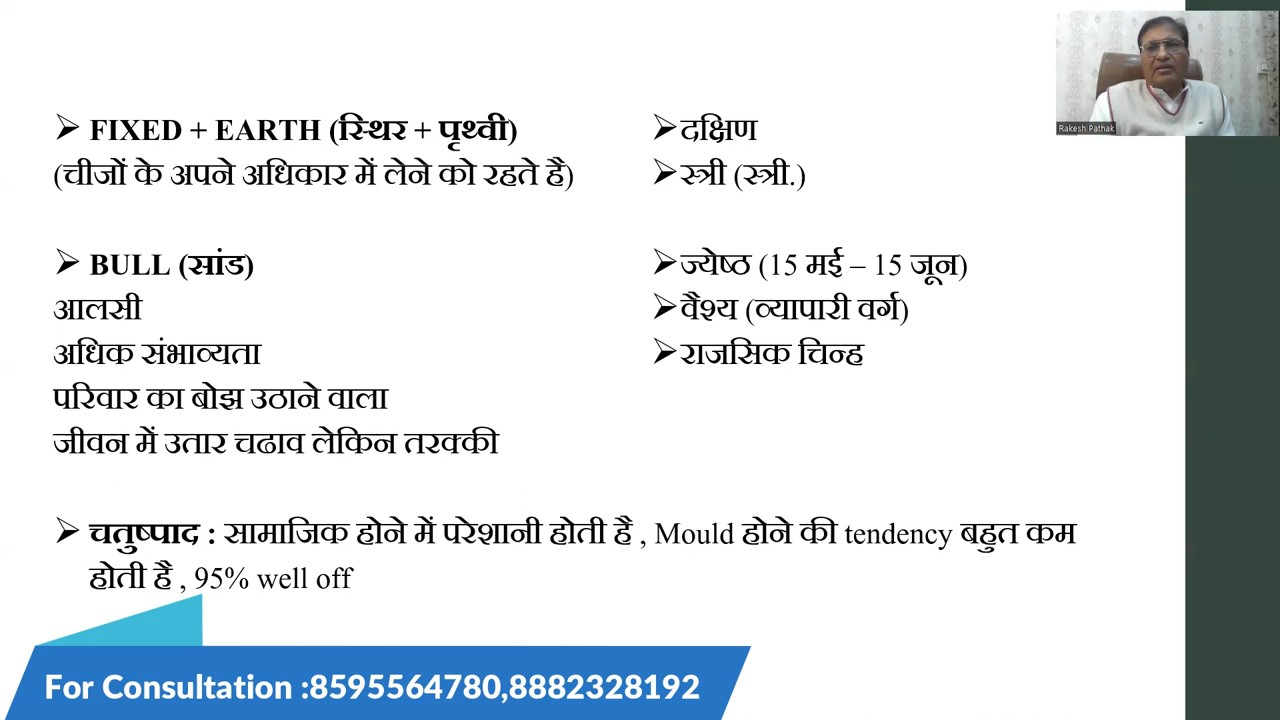 ➢ FIXED + EARTH (स्थिर + पृथ्वी)
(चीजों के अपने अधिकार में लेने को रहते है)
➢ BULL (सांड)
आलसी
अधिक संभाव्यता
परिवार का बोझ उठाने वाला
जीवन में उतार चढाव लेकिन तरक्की
➢ दक्षिण
➢ स्त्री (स्त्री.)
➢ ज्येष्ठ (15 मई – 15 जून)
➢ वैश्य (व्यापारी वर्ग)
➢ राजसिक चिन्ह
➢ चतुष्पाद : सामाजिक होने में परेशानी होती है , Mould होने की tendency बहुत कम
होती है , 95% well off
For Consultation :8595564780,8882328192
Rakesh Pathak